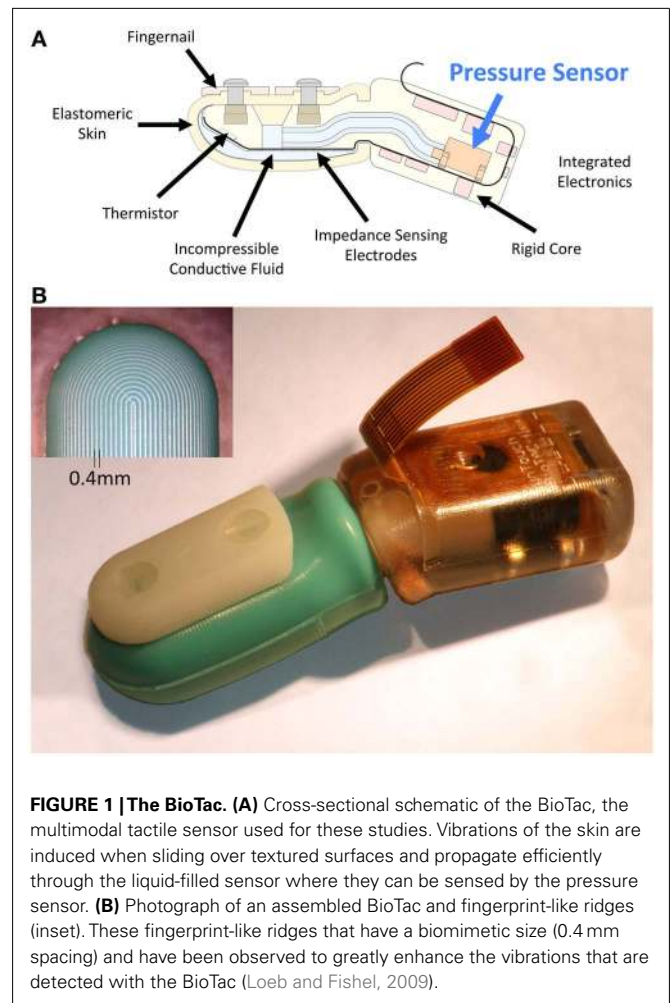 A
Fingernail
Pressure Sensor
Elastomeric
Skin
Integrated
Electronics
Thermistor
Incompressible
Conductive Fluid
Impedance Sensing
Electrodes
Rigid Core
B
0.4mm
FIGURE 1 | The BioTac. (A) Cross-sectional schematic of the BioTac, the
multimodal tactile sensor used for these studies. Vibrations of the skin are
induced when sliding over textured surfaces and propagate efficiently
through the liquid-filled sensor where they can be sensed by the pressure
sensor. (B) Photograph of an assembled BioTac and fingerprint-like ridges
(inset). These fingerprint-like ridges that have a biomimetic size (0.4 mm
spacing) and have been observed to greatly enhance the vibrations that are
detected with the BioTac (Loeb and Fishel, 2009).